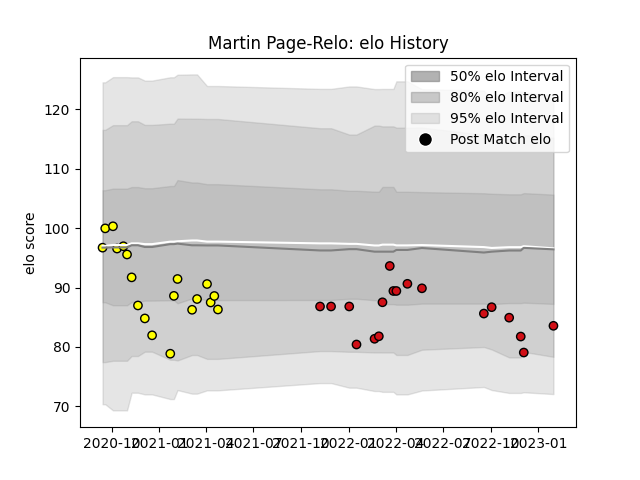 Martin Page-Relo: elo History
50% elo Interval
80% elo Interval
95% elo Interval
Post Match elo
elo score
120
110
100
90
80
70
2020-10 2021-01 2021-04 2021-07 2021-10 2022-01 2022-04 2022-07 2022-10 2023-01